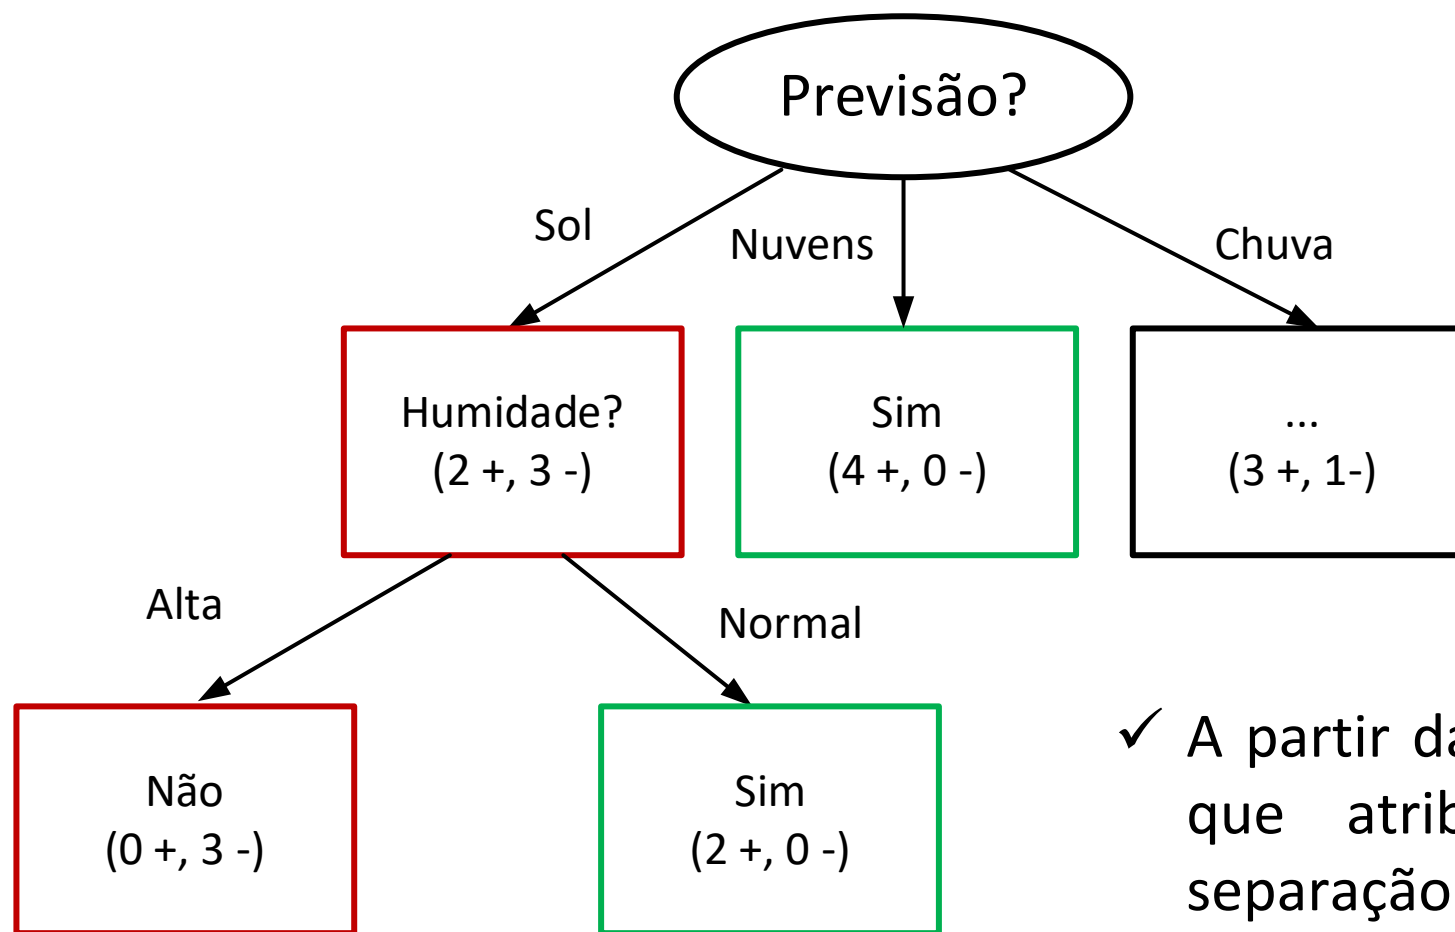 Previsão?
Sol
Nuvens
Chuva
Humidade?
(2 +, 3 -)
Sim
(4 +, 0 -)
...
(3 +, 1-)
Alta
Normal
Não
(0 +, 3 -)
Sim
(2 +, 0 -)
✓ A partir
que
separação